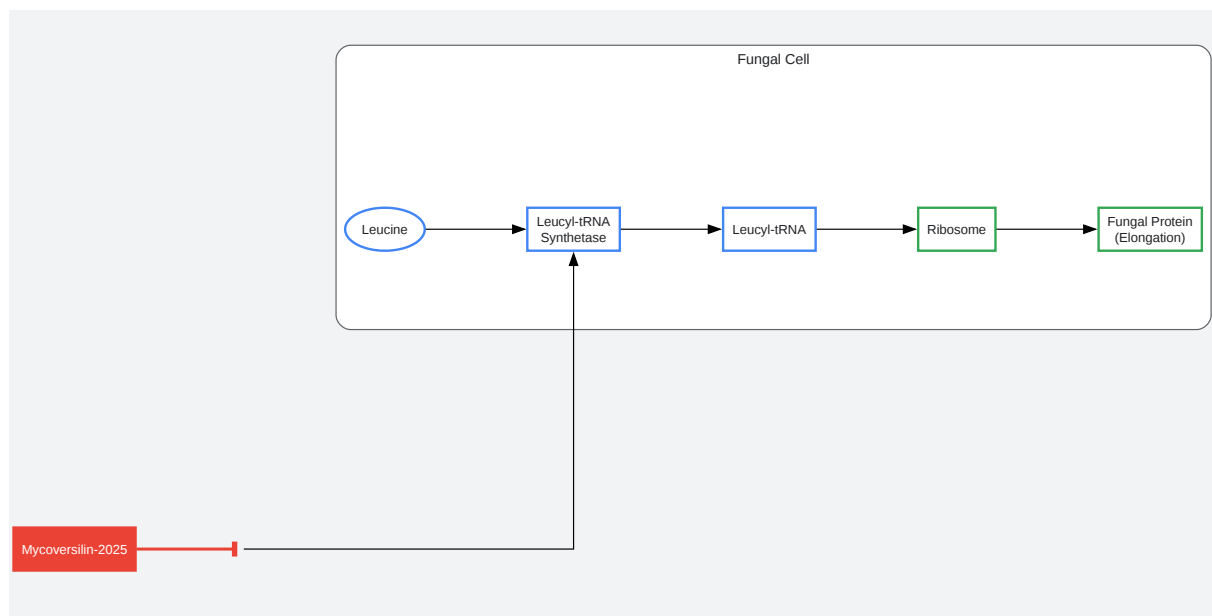 Fungal Cell
Leucine
Leucyl-tRNA
Synthetase
Leucyl-tRNA
Ribosome
Fungal Protein
(Elongation)
Mycoversilin-2025